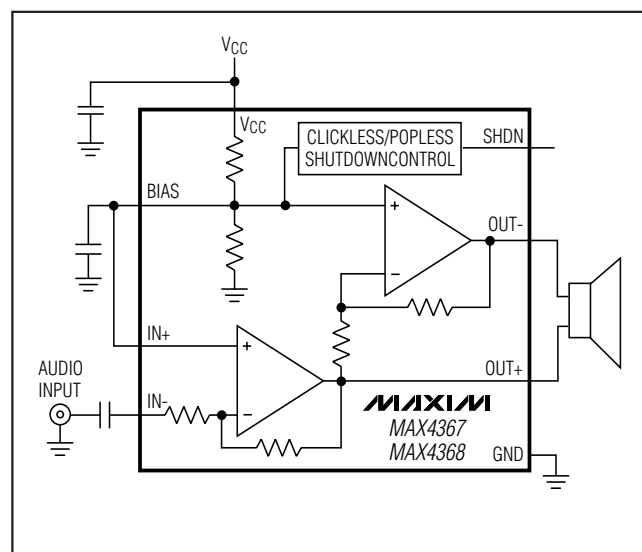 VCC
VCC
CLICKLESS/POPLESS
SHUTDOWNCONTROL
SHDN
BIAS
+
−
OUT-
IN+
+
AUDIO
INPUT
IN-
−
OUT+
MAXIM
MAX4367
MAX4368
GND